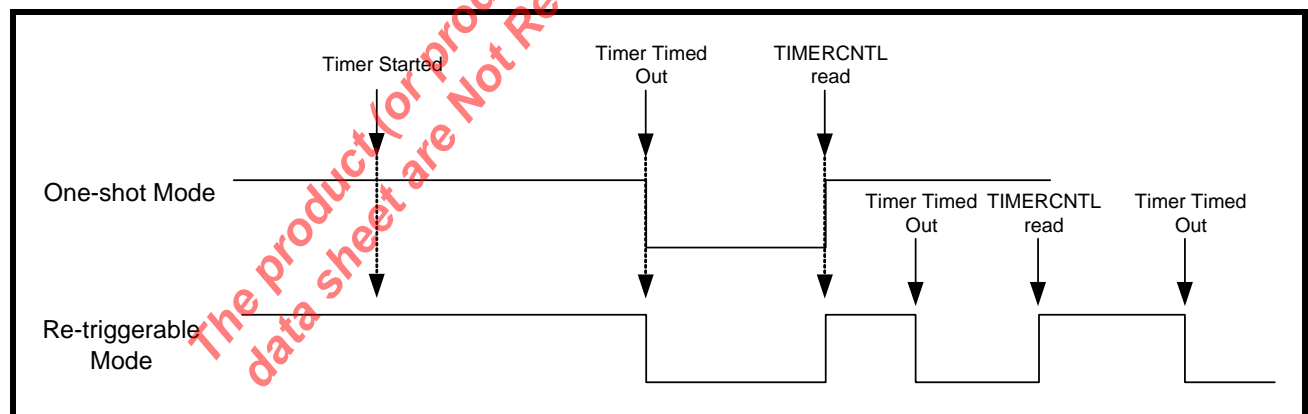 Timer Started
Timer Timed
Out
TIMERCNTL
read
One-shot Mode
Timer Timed
Out
TIMERCNTL
read
Timer Timed
Out
Re-triggerable
Mode
The product (or prod
data sheet are Not Re